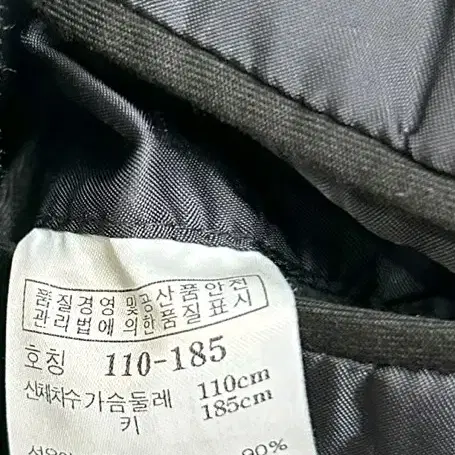 품질경영 및 공산품안전
관리법에 의한 품질표시
호칭 110-185
신체치수 가슴둘레 110cm
키 185cm
90%